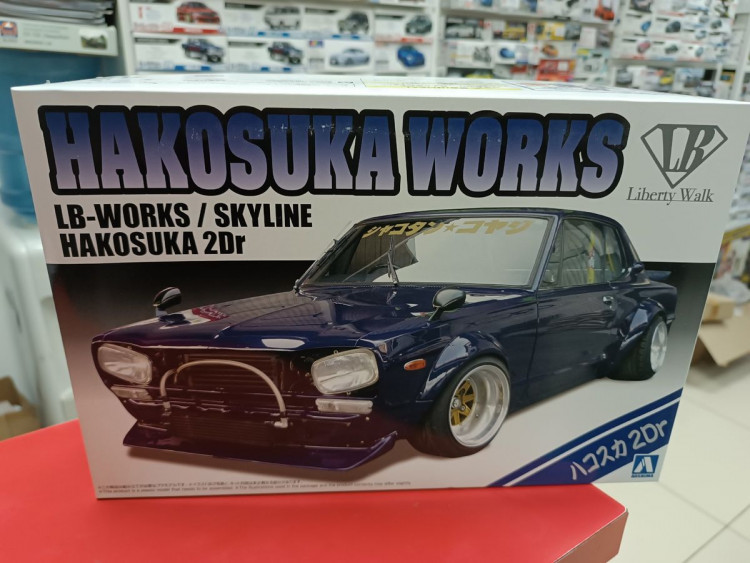 HAKOSUKA WORKS
LB-WORKS / SKYLINE
HAKOSUKA 2Dr
LB
Liberty Walk
シャコタン★コヤジ
ハコスカ 2Dr
AOSHIMA